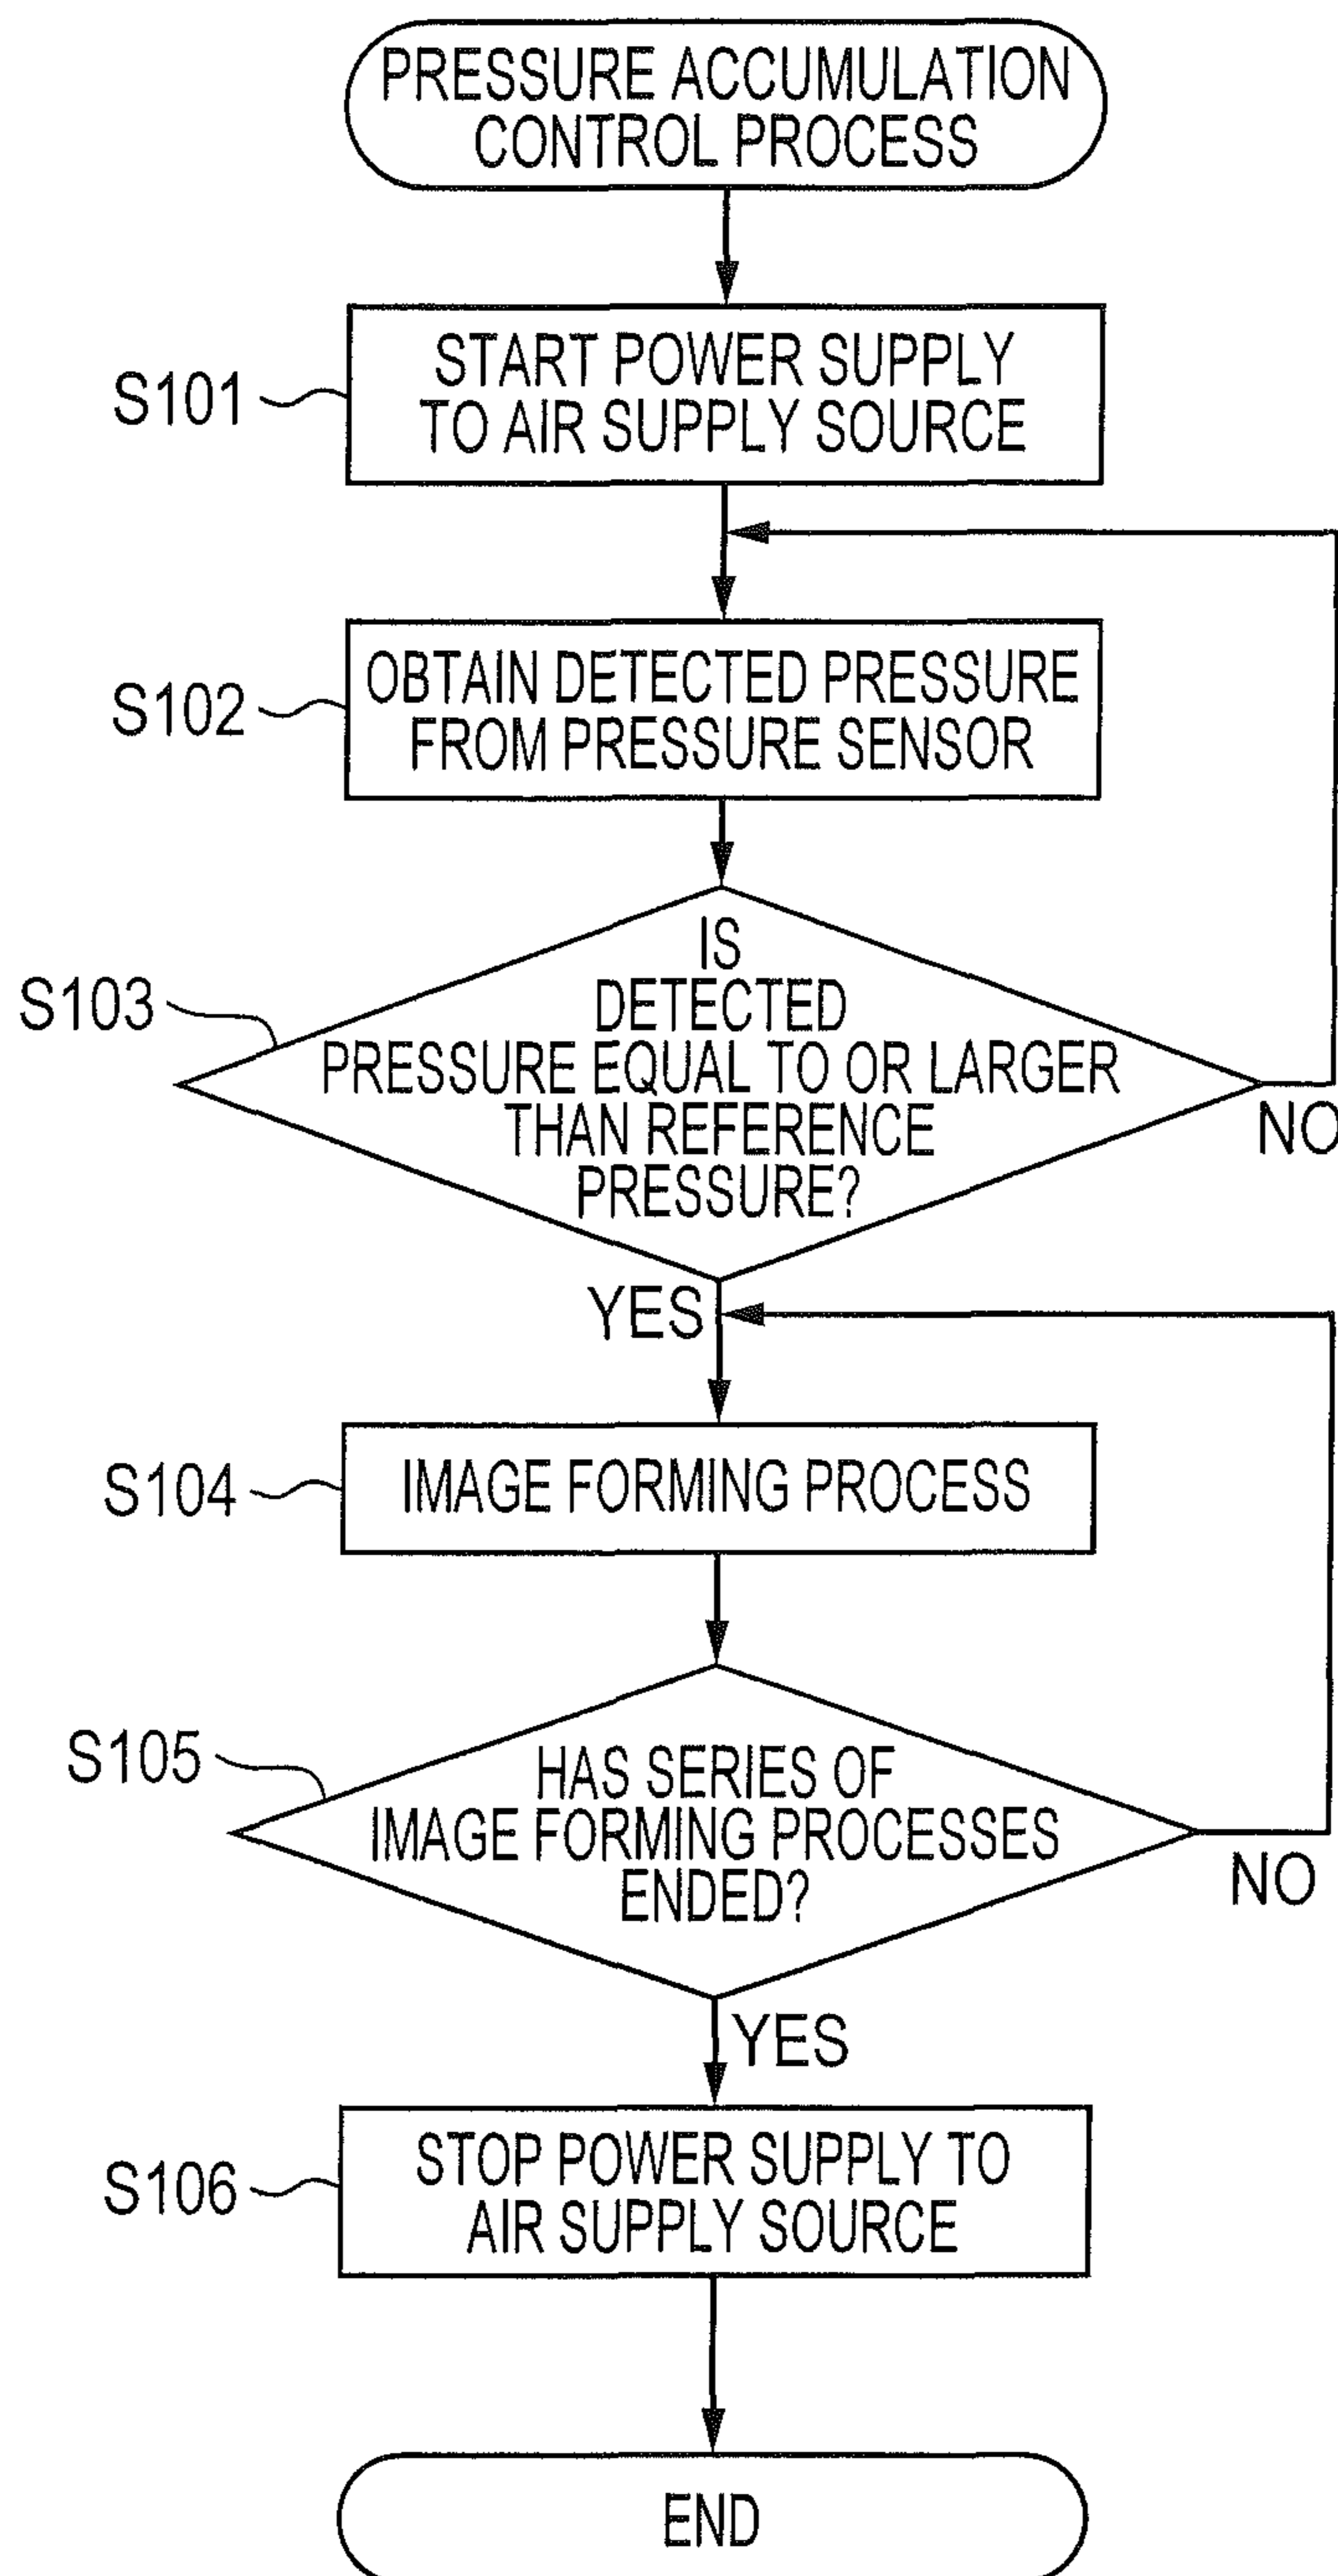 PRESSURE ACCUMULATION
CONTROL PROCESS
S101
START POWER SUPPLY
TO AIR SUPPLY SOURCE
S102
OBTAIN DETECTED PRESSURE
FROM PRESSURE SENSOR
S103
IS
DETECTED
PRESSURE EQUAL TO OR LARGER
THAN REFERENCE
PRESSURE?
NO
YES
S104
IMAGE FORMING PROCESS
S105
HAS SERIES OF
IMAGE FORMING PROCESSES
ENDED?
NO
YES
S106
STOP POWER SUPPLY TO
AIR SUPPLY SOURCE
END